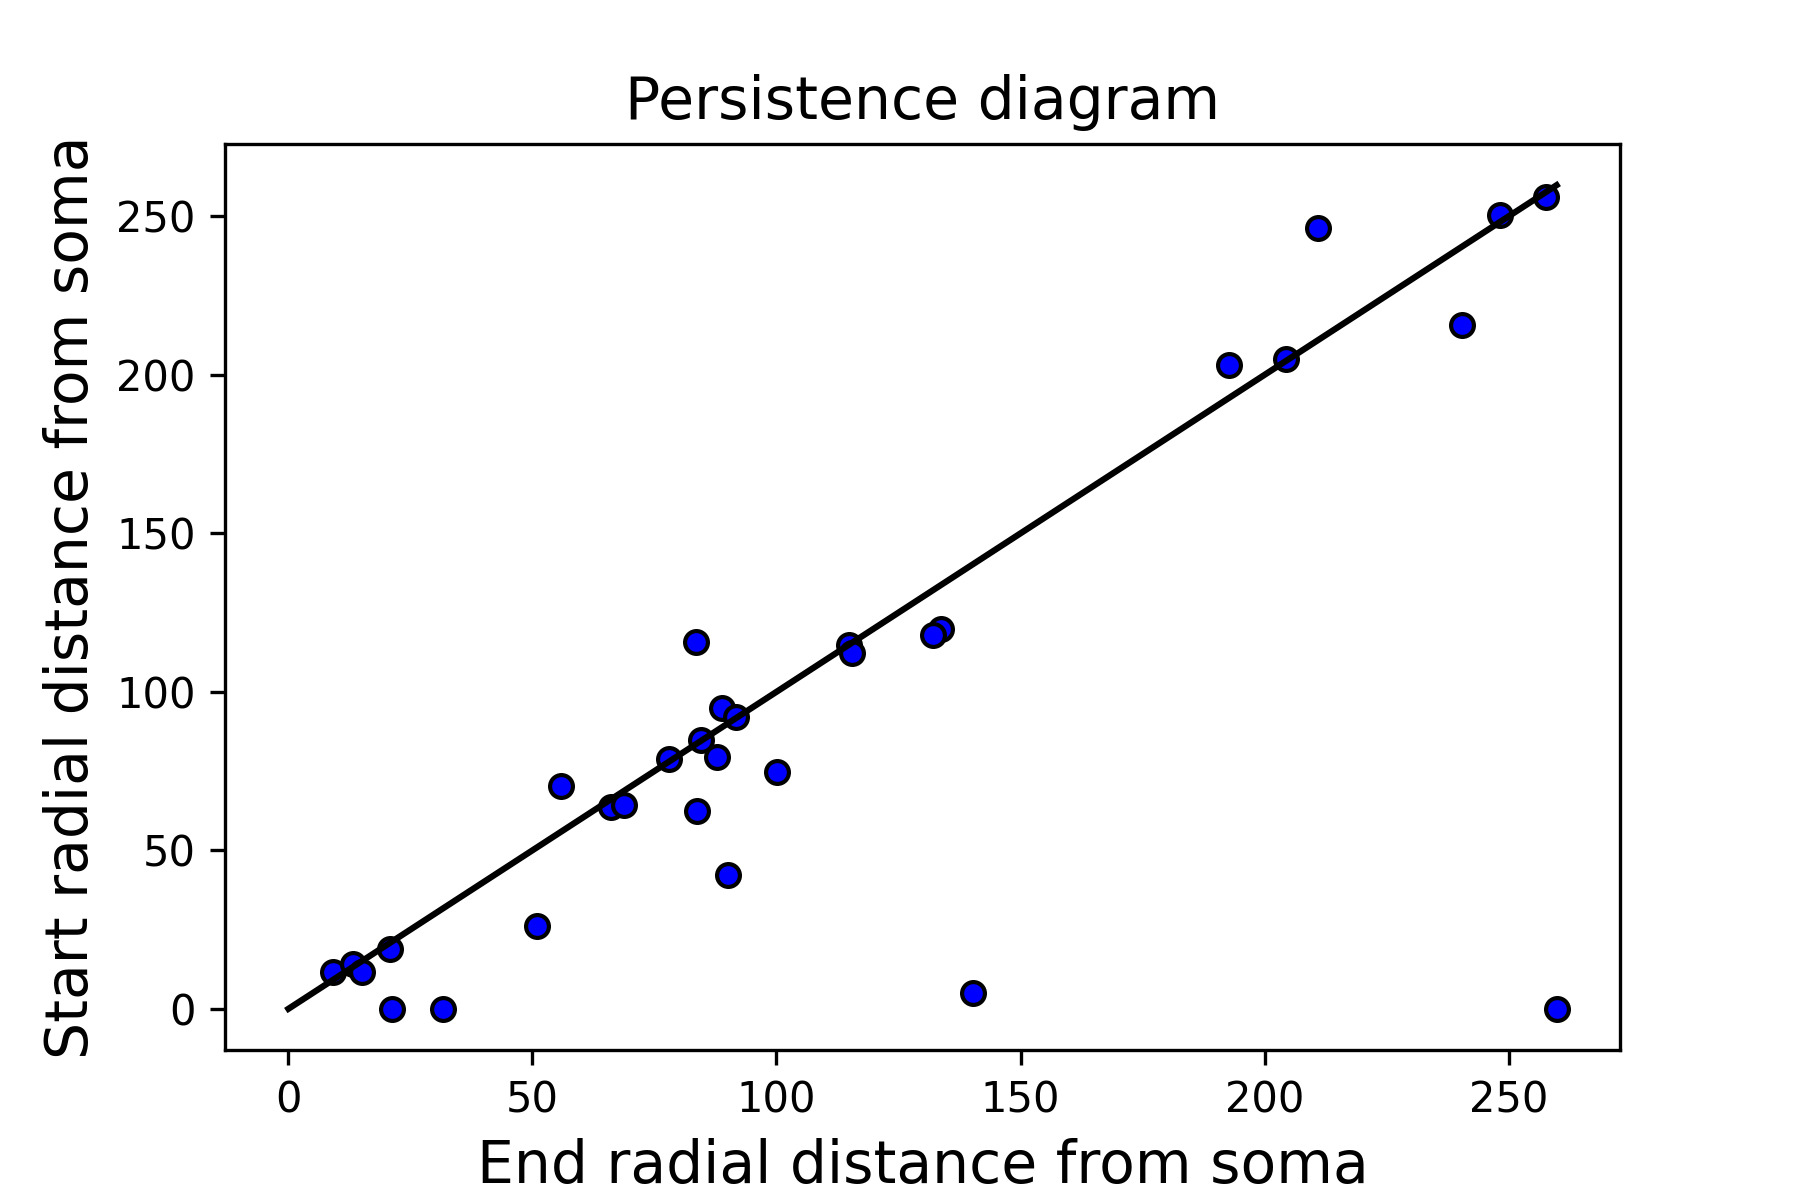 Persistence diagram
Start radial distance from soma
250
200
150
100
50
0
0 50 100 150 200 250
End radial distance from soma